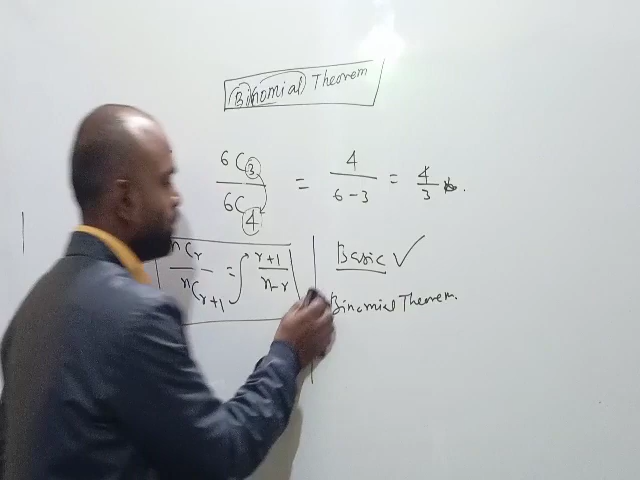 Binomial Theorem
6C3 / 6C4 = 4 / 6-3 = 4/3
nCr / nCr+1 = r+1 / n-r
Basic ✓
Binomial Theorem.